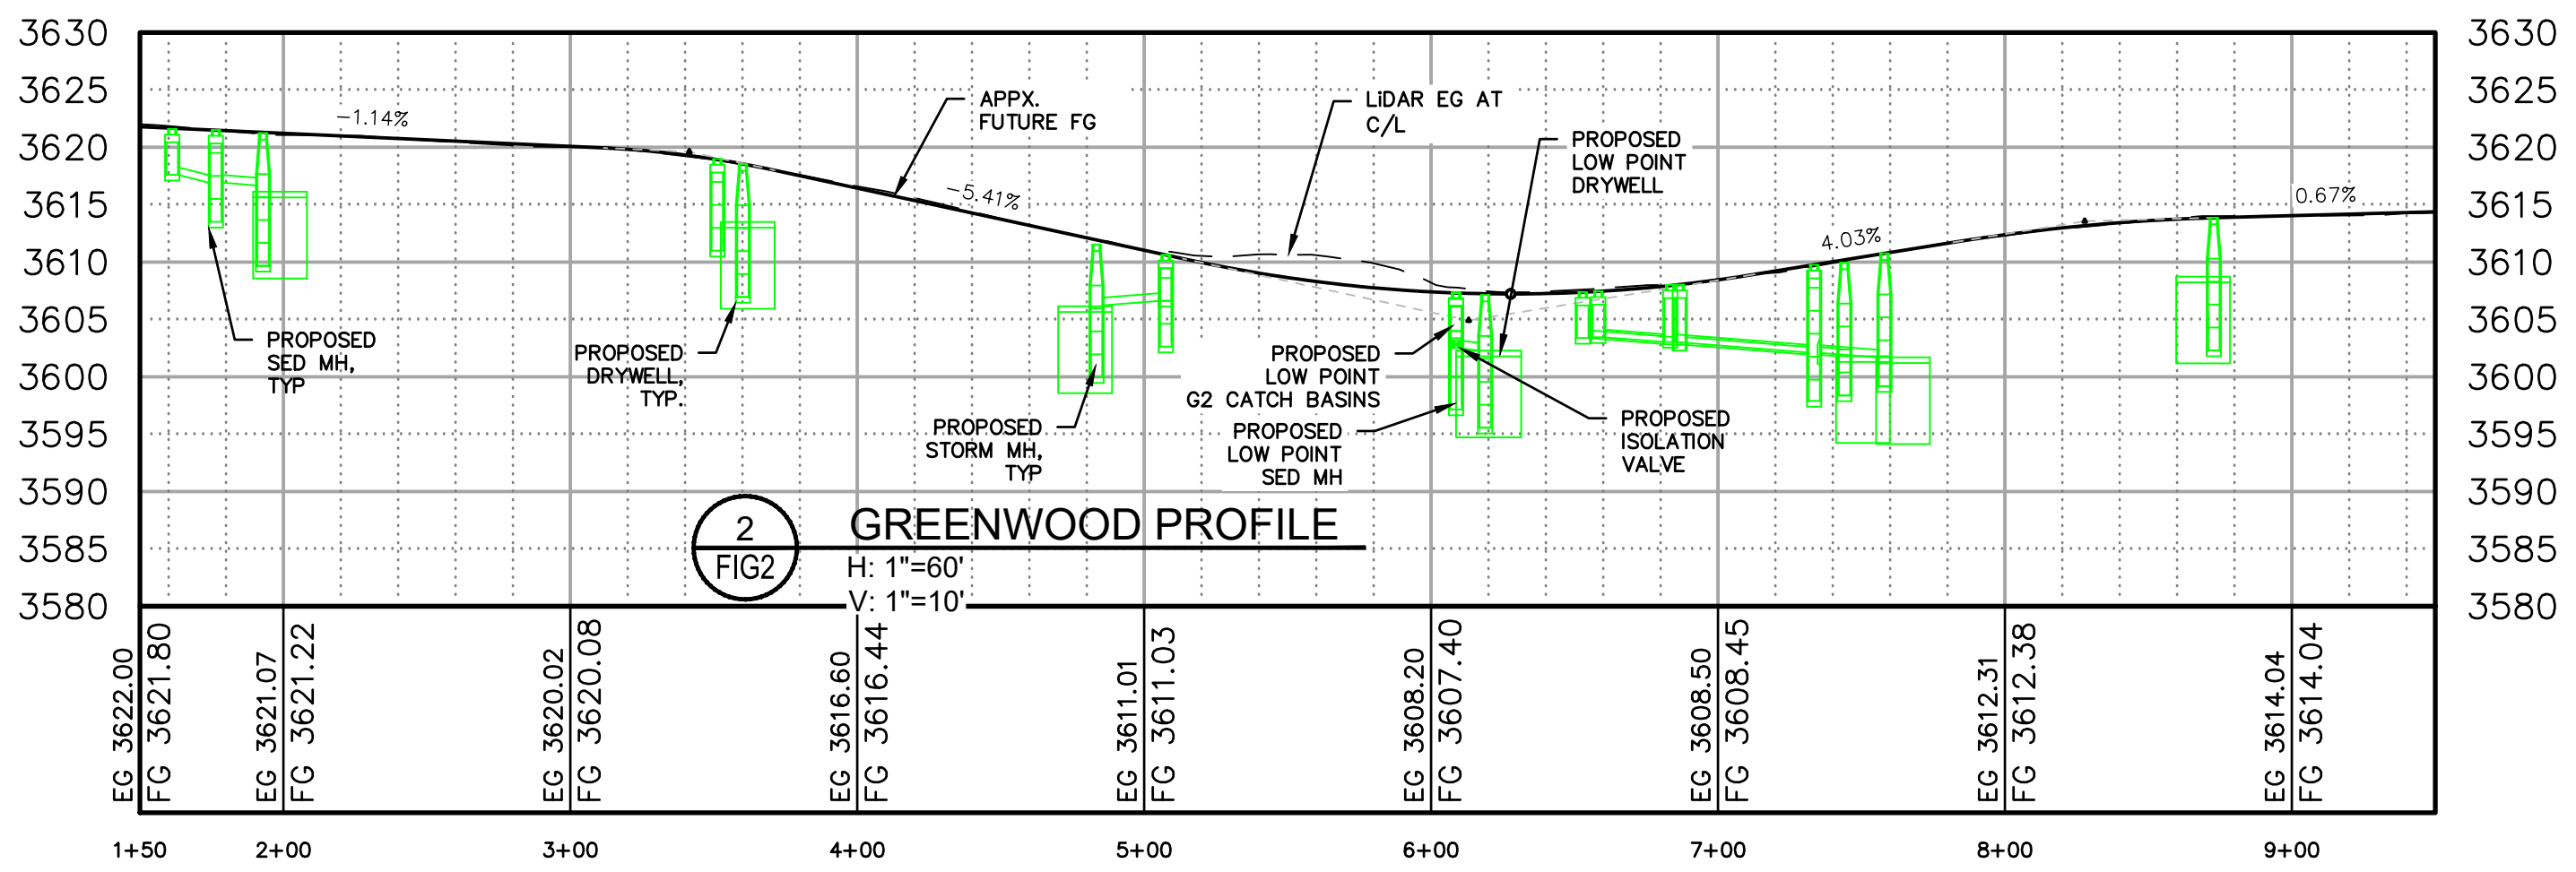 3630
3625
3620
3615
3610
3605
3600
3595
3590
3585
3580
3630
3625
3620
3615
3610
3605
3600
3595
3590
3585
3580
-1.14%
-5.41%
4.03%
0.67%
APPX.
FUTURE FG
LiDAR EG AT
C/L
PROPOSED
LOW POINT
DRYWELL
PROPOSED
SED MH,
TYP
PROPOSED
DRYWELL,
TYP.
PROPOSED
STORM MH,
TYP
PROPOSED
LOW POINT
G2 CATCH BASINS
PROPOSED
LOW POINT
SED MH
PROPOSED
ISOLATION
VALVE
2
FIG2
GREENWOOD PROFILE
H: 1"=60'
V: 1"=10'
EG 3622.00
FG 3621.80
EG 3621.07
FG 3621.22
EG 3620.02
FG 3620.08
EG 3616.60
FG 3616.44
EG 3611.01
FG 3611.03
EG 3608.20
FG 3607.40
EG 3608.50
FG 3608.45
EG 3612.31
FG 3612.38
EG 3614.04
FG 3614.04
1+50
2+00
3+00
4+00
5+00
6+00
7+00
8+00
9+00